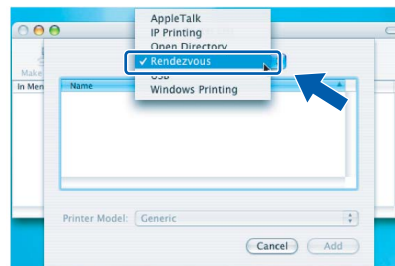 AppleTalk
IP Printing
Open Directory
✓ Rendezvous
USB
Windows Printing
Make
In Men
Name
Printer Model: Generic
Cancel Add